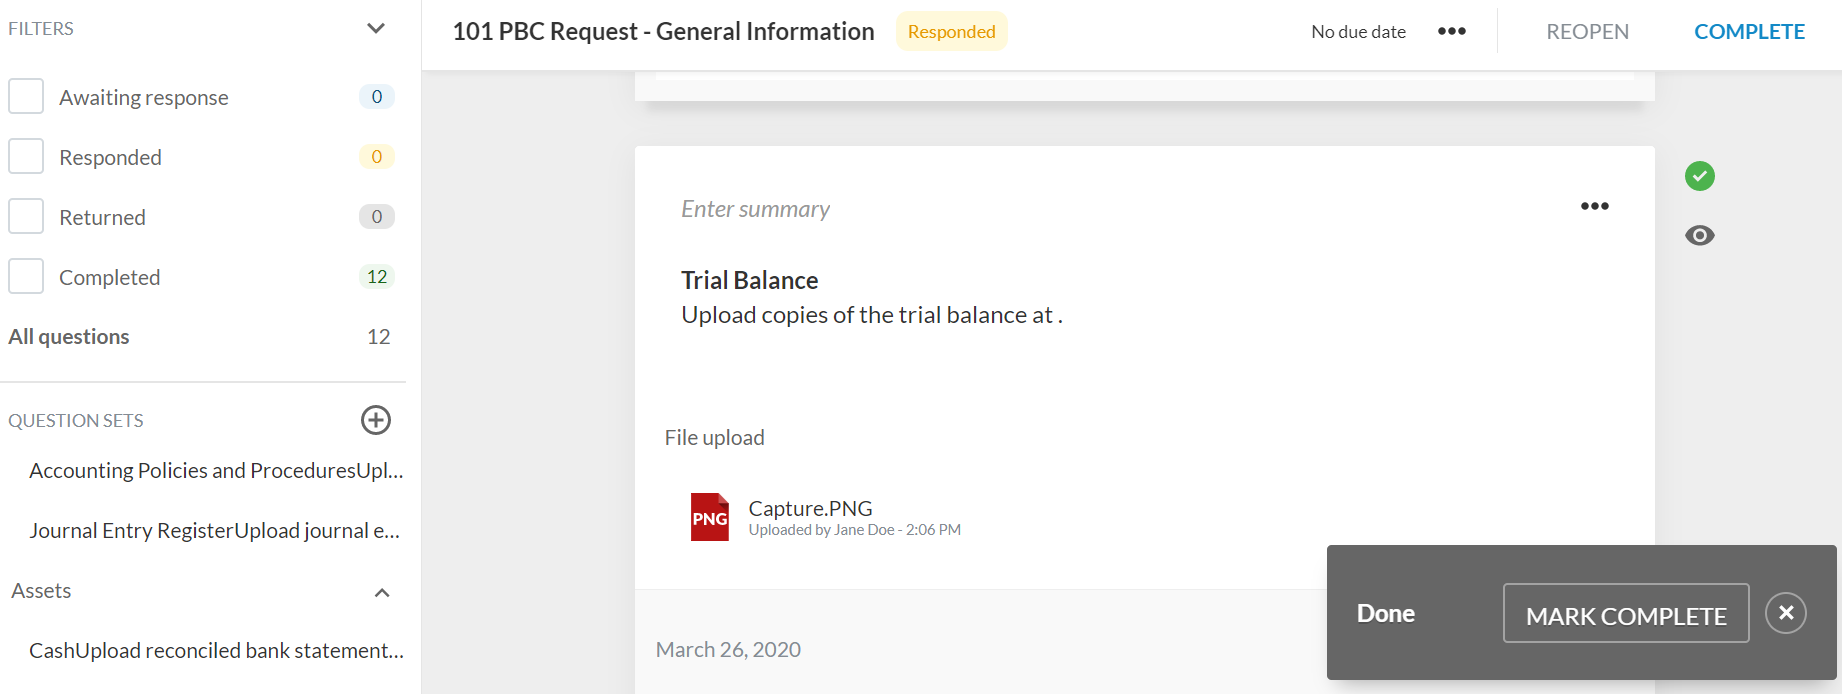 FILTERS
Awaiting response 0
Responded 0
Returned 0
Completed 12
All questions 12
QUESTION SETS
Accounting Policies and ProceduresUpl...
Journal Entry RegisterUpload journal e...
Assets
CashUpload reconciled bank statement...
101 PBC Request - General Information Responded No due date REOPEN COMPLETE
Enter summary
Trial Balance
Upload copies of the trial balance at .
File upload
PNG
Capture.PNG
Uploaded by Jane Doe - 2:06 PM
March 26, 2020
Done MARK COMPLETE